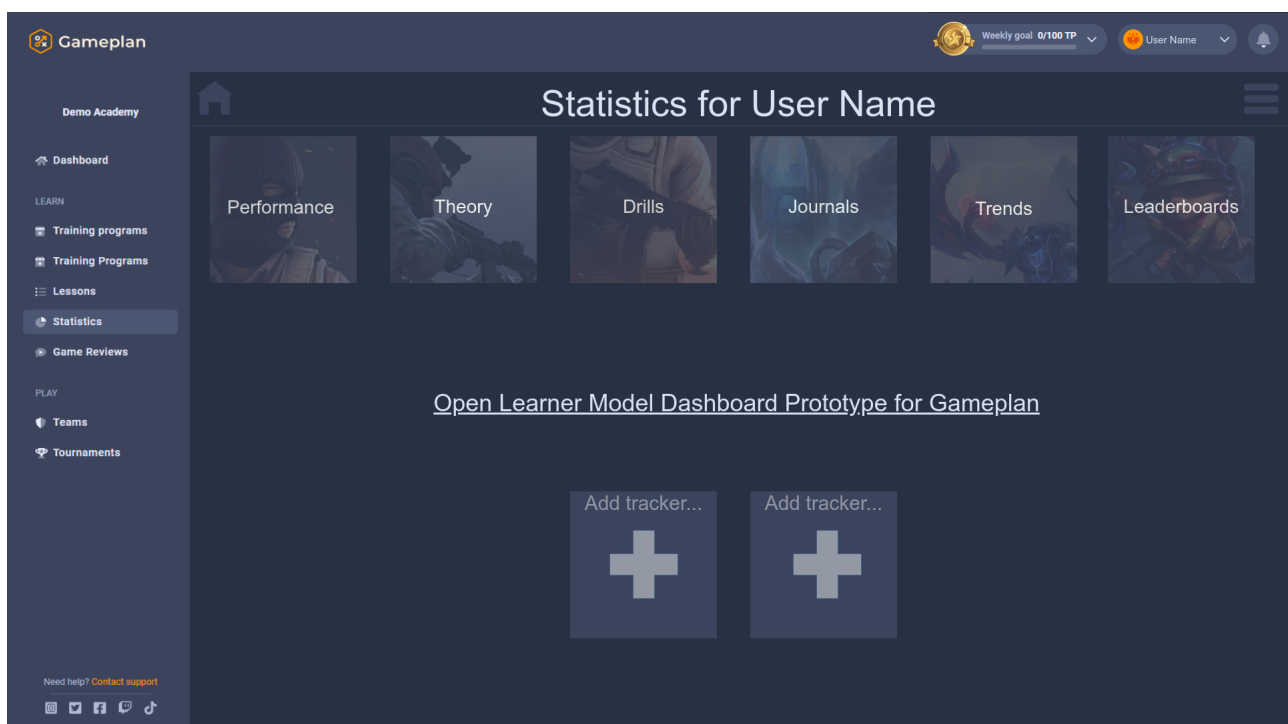 Gameplan
Weekly goal 0/100 TP
User Name
Demo Academy
Dashboard
LEARN
Training programs
Training Programs
Lessons
Statistics
Game Reviews
PLAY
Teams
Tournaments
Need help? Contact support
Statistics for User Name
Performance
Theory
Drills
Journals
Trends
Leaderboards
Open Learner Model Dashboard Prototype for Gameplan
Add tracker...
Add tracker...